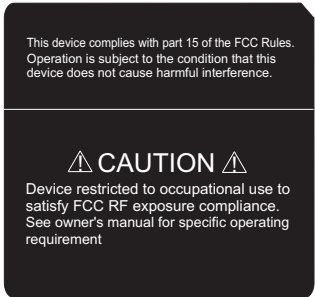 This device complies with part 15 of the FCC Rules.
Operation is subject to the condition that this
device does not cause harmful interference.
⚠ CAUTION ⚠
Device restricted to occupational use to
satisfy FCC RF exposure compliance.
See owner's manual for specific operating
requirement